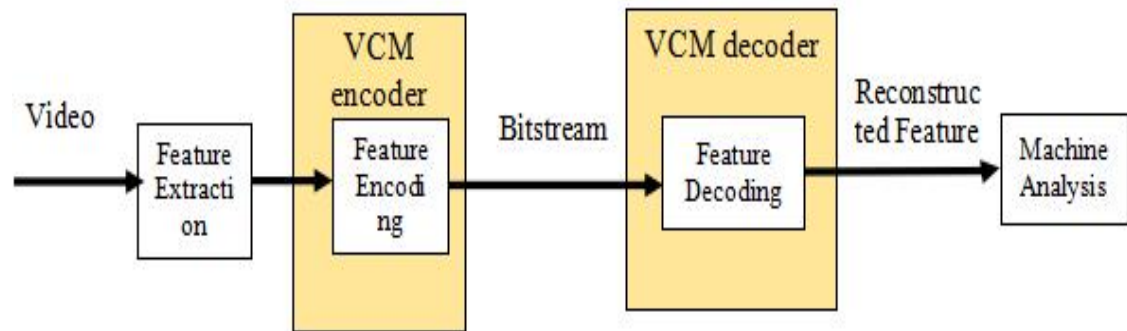 Video
Feature
Extracti
on
VCM
encoder
Feature
Encodi
ng
Bitstream
VCM decoder
Feature
Decoding
Reconstruc
ted Feature
Machine
Analysis